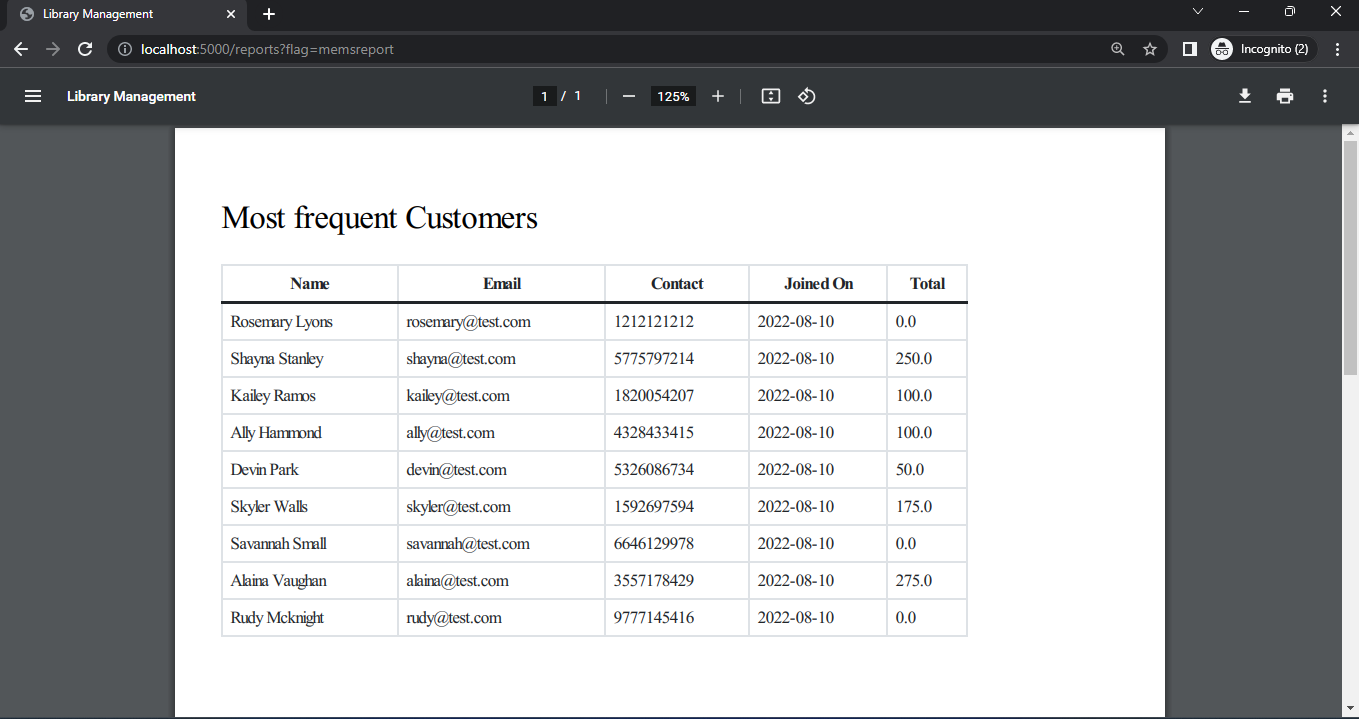 Library Management
localhost:5000/reports?flag=memsreport
Incognito (2)
Library Management
1 / 1
125%
Most frequent Customers
Name Email Contact Joined On Total
Rosemary Lyons rosemary@test.com 1212121212 2022-08-10 0.0
Shayna Stanley shayna@test.com 5775797214 2022-08-10 250.0
Kailey Ramos kailey@test.com 1820054207 2022-08-10 100.0
Ally Hammond ally@test.com 4328433415 2022-08-10 100.0
Devin Park devin@test.com 5326086734 2022-08-10 50.0
Skyler Walls skyler@test.com 1592697594 2022-08-10 175.0
Savannah Small savannah@test.com 6646129978 2022-08-10 0.0
Alaina Vaughan alaina@test.com 3557178429 2022-08-10 275.0
Rudy Mcknight rudy@test.com 9777145416 2022-08-10 0.0